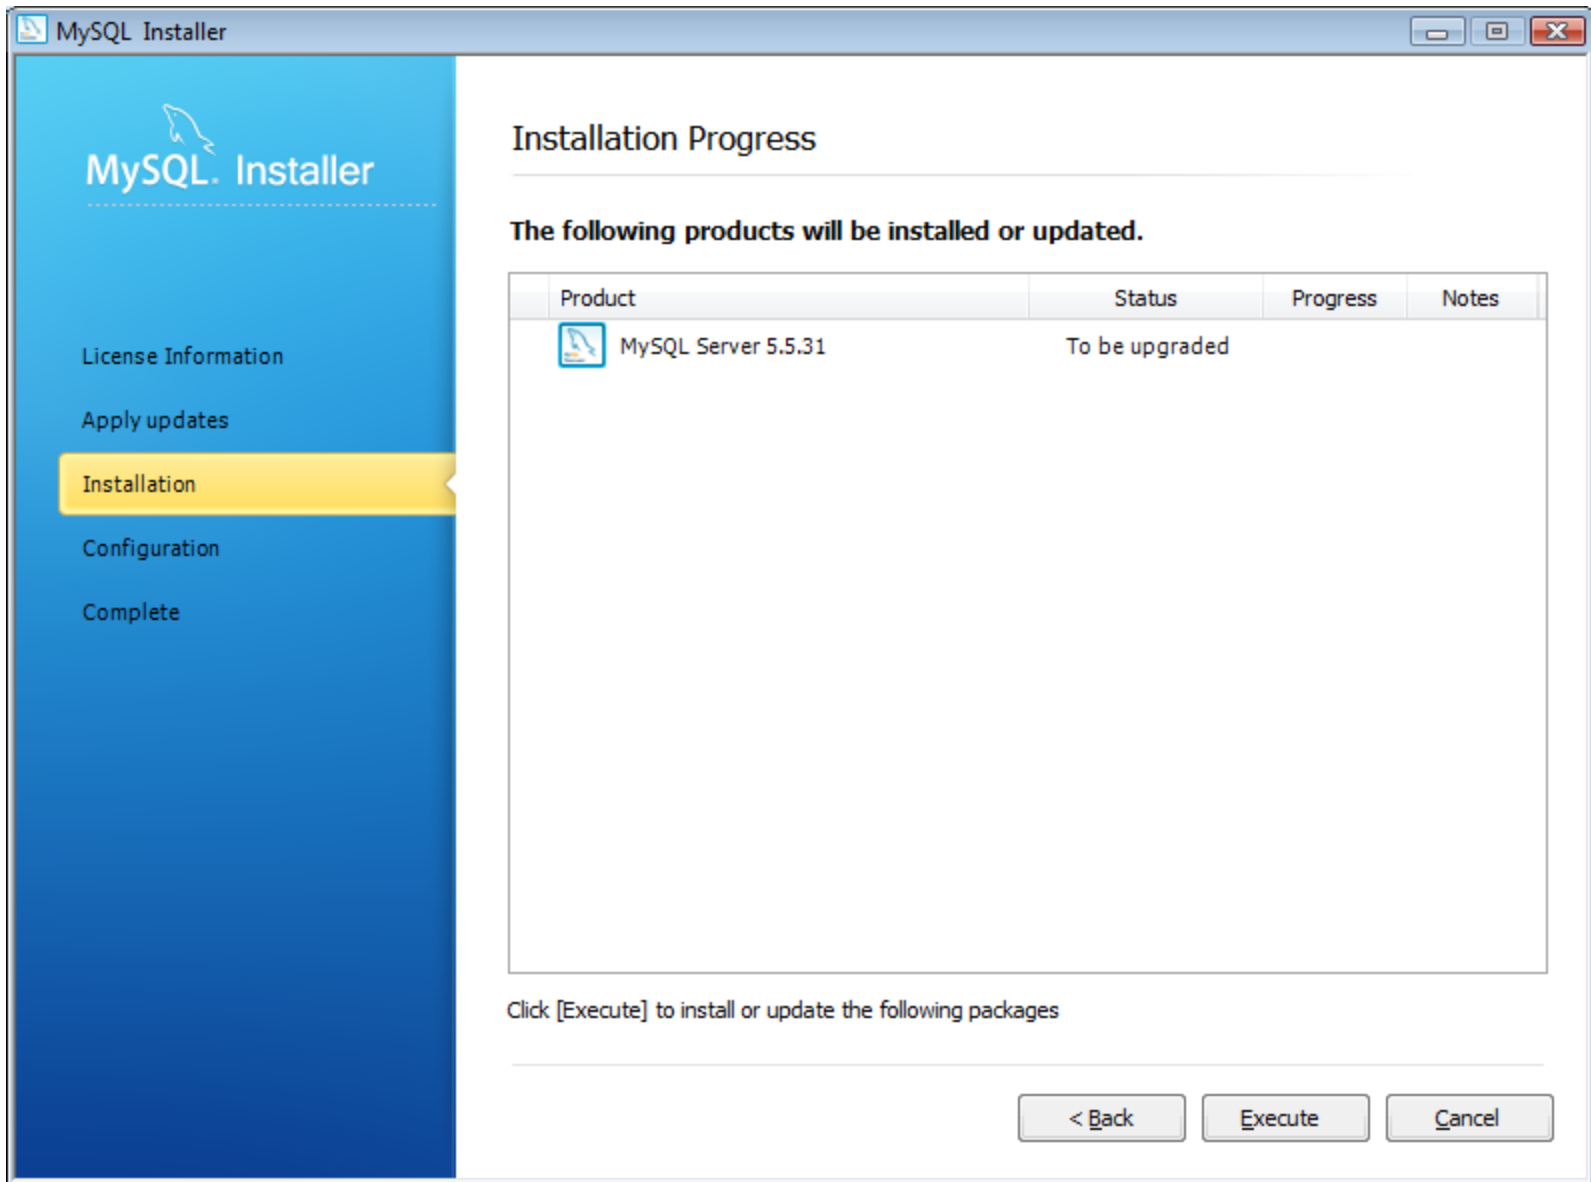 MySQL Installer
MySQL. Installer
License Information
Apply updates
Installation
Configuration
Complete
Installation Progress
The following products will be installed or updated.
Product Status Progress Notes
MySQL Server 5.5.31 To be upgraded
Click [Execute] to install or update the following packages
< Back Execute Cancel